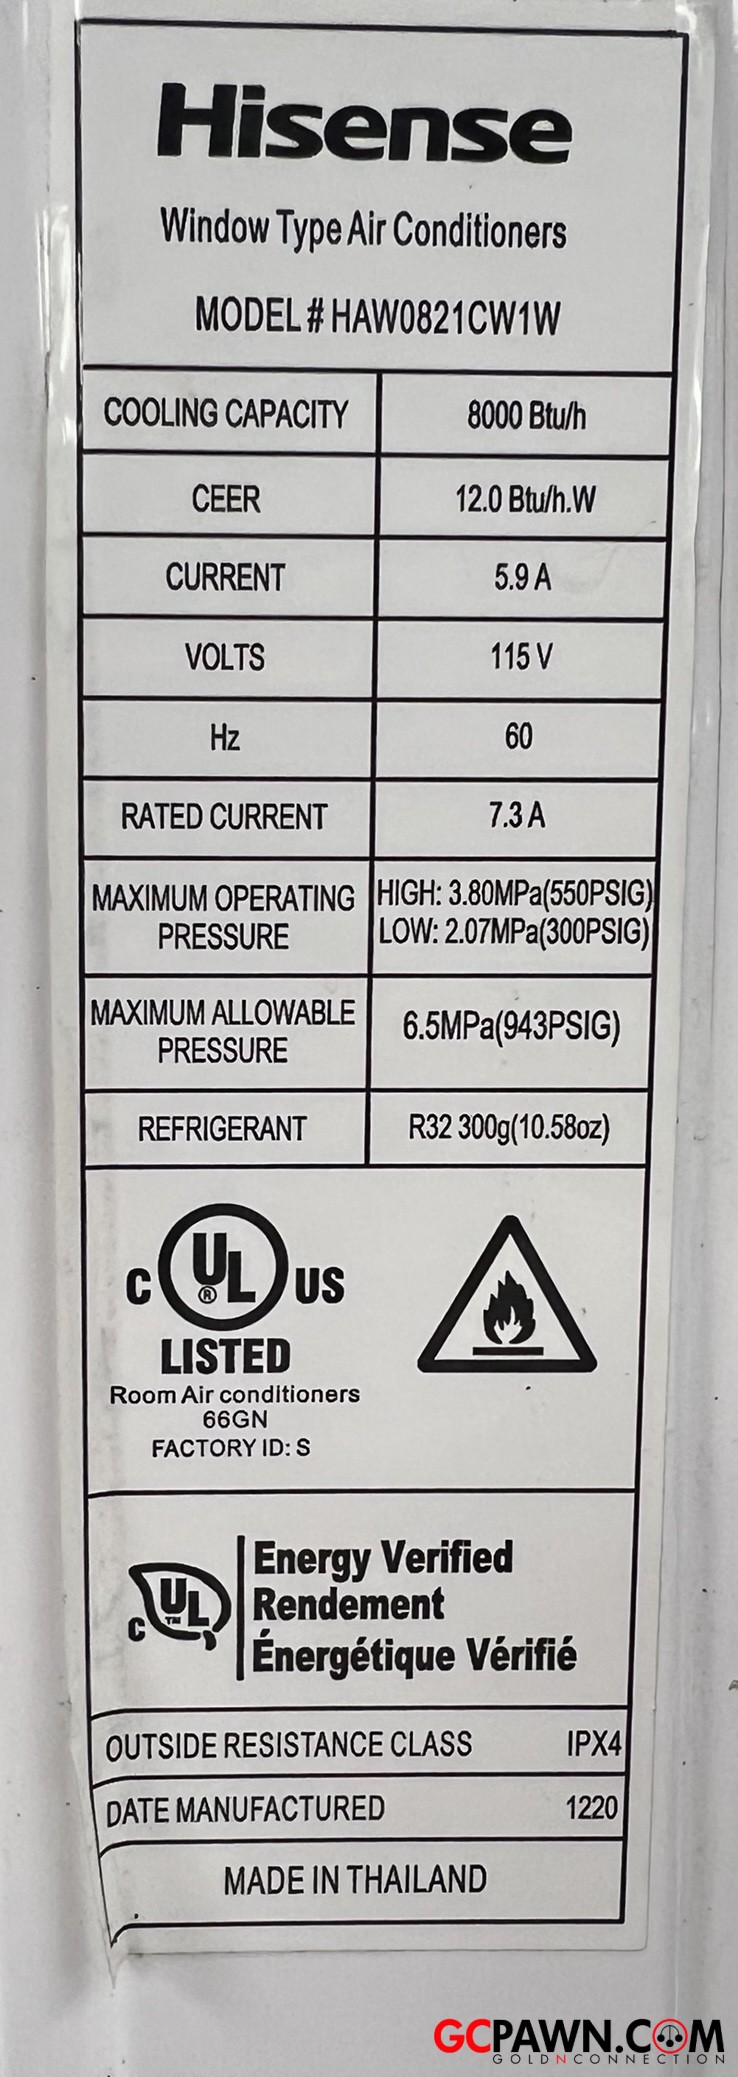 Hisense
Window Type Air Conditioners
MODEL # HAW0821CW1W
COOLING CAPACITY 8000 Btu/h
CEER 12.0 Btu/h.W
CURRENT 5.9 A
VOLTS 115 V
Hz 60
RATED CURRENT 7.3 A
MAXIMUM OPERATING PRESSURE HIGH: 3.80MPa(550PSIG)
LOW: 2.07MPa(300PSIG)
MAXIMUM ALLOWABLE PRESSURE 6.5MPa(943PSIG)
REFRIGERANT R32 300g(10.58oz)
C UL® US
LISTED
Room Air conditioners
66GN
FACTORY ID: S
C UL™
Energy Verified
Rendement
Énergétique Vérifié
OUTSIDE RESISTANCE CLASS IPX4
DATE MANUFACTURED 1220
MADE IN THAILAND
GCPAWN.COM
GOLDNCONNECTION